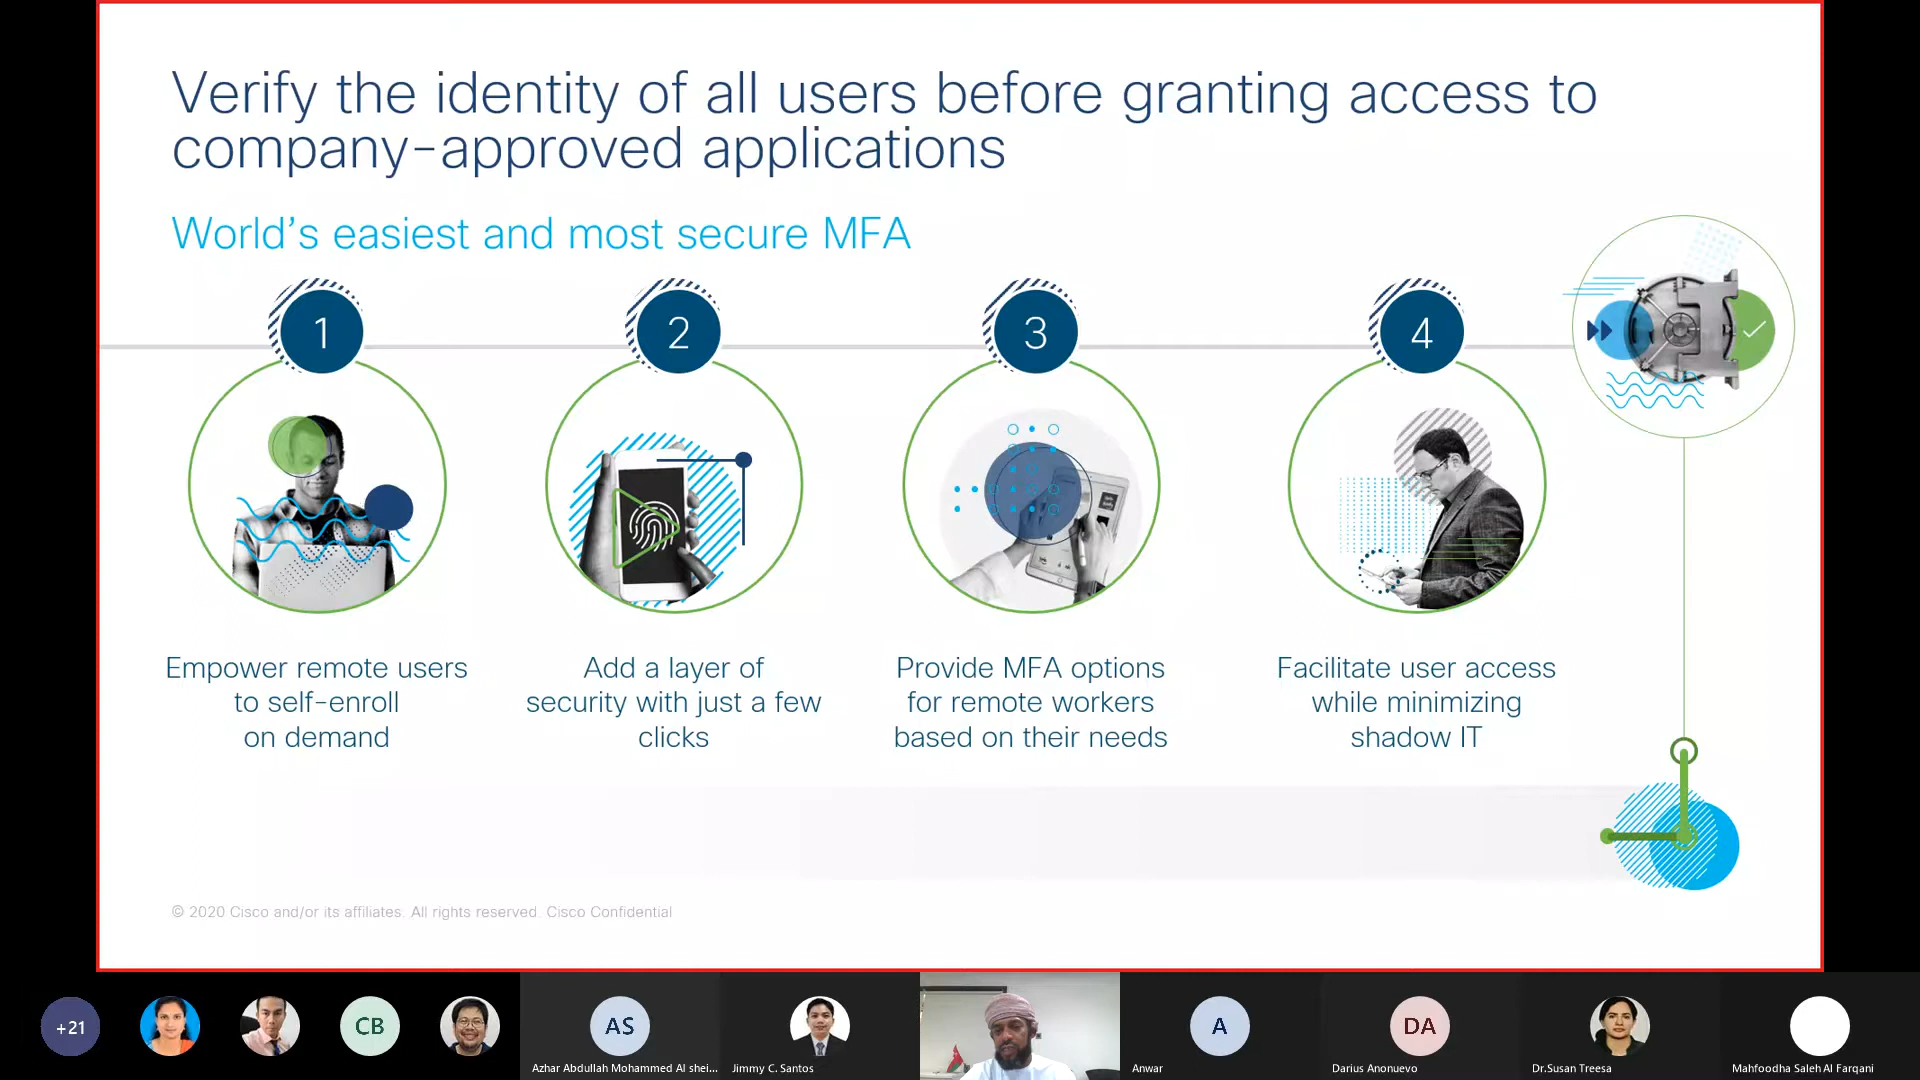 Verify the identity of all users before granting access to
company-approved applications
World's easiest and most secure MFA
1
2
3
4
Empower remote users
to self-enroll
on demand
Add a layer of
security with just a few
clicks
Provide MFA options
for remote workers
based on their needs
Facilitate user access
while minimizing
shadow IT
© 2020 Cisco and/or its affiliates. All rights reserved. Cisco Confidential
+21
CB
AS
A
DA
Azhar Abdullah Mohammed Al shei...
Jimmy C. Santos
Anwar
Darius Anonuevo
Dr.Susan Treesa
Mahfoodha Saleh Al Farqani